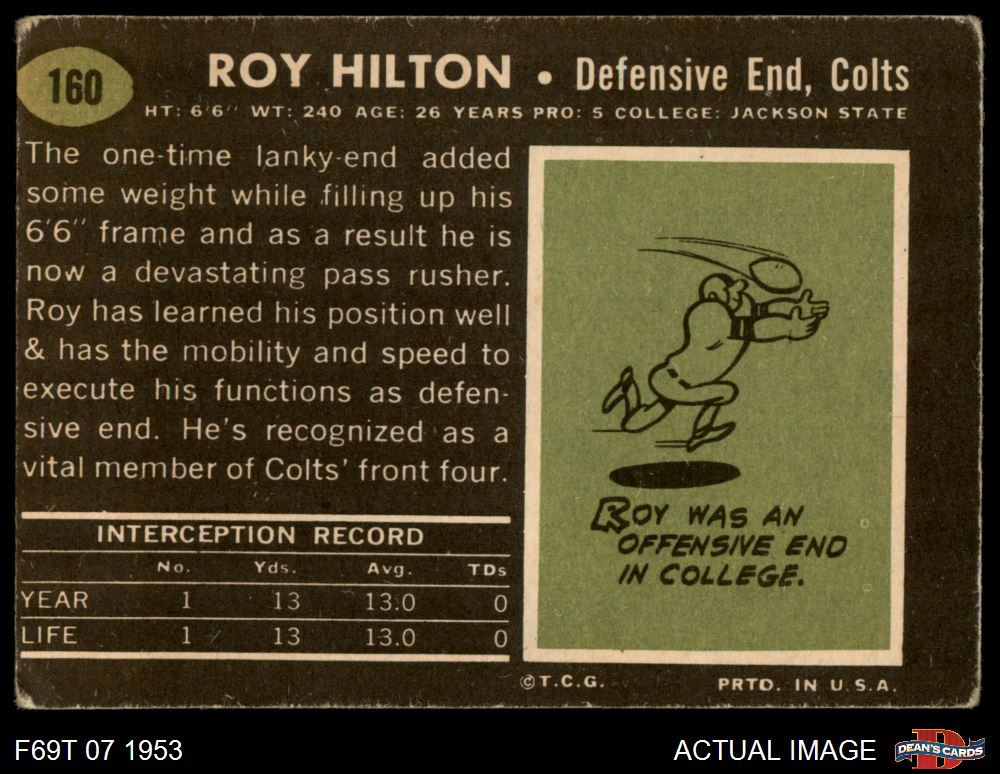 160
ROY HILTON • Defensive End, Colts
HT: 6'6" WT: 240 AGE: 26 YEARS PRO: 5 COLLEGE: JACKSON STATE
The one-time lanky-end added
some weight while filling up his
6'6" frame and as a result he is
now a devastating pass rusher.
Roy has learned his position well
& has the mobility and speed to
execute his functions as defen-
sive end. He's recognized as a
vital member of Colts' front four.
INTERCEPTION RECORD
No. Yds. Avg. TDs
YEAR 1 13 13.0 0
LIFE 1 13 13.0 0
ROY WAS AN
OFFENSIVE END
IN COLLEGE.
©T.C.G. PRTD. IN U.S.A.
F69T 07 1953 ACTUAL IMAGE
D
DEAN'S CARDS